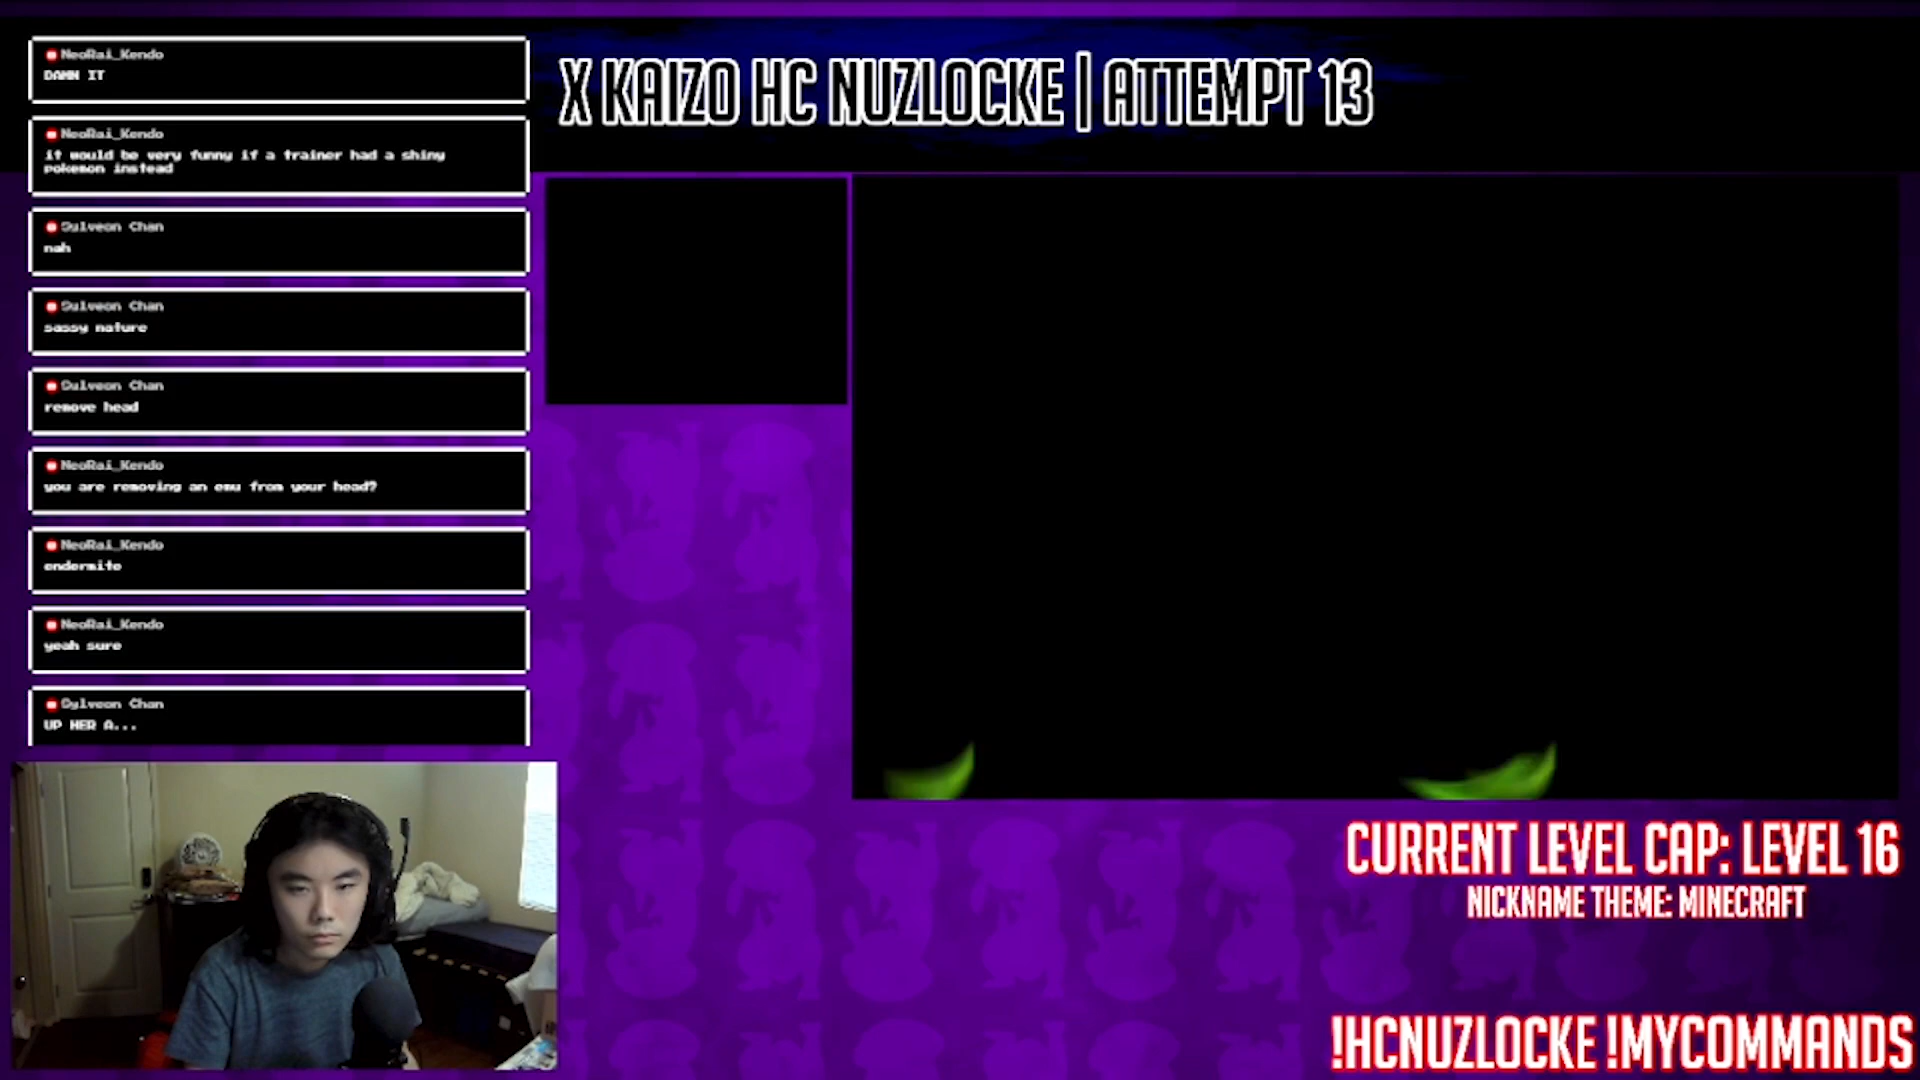 NeoRai_Kendo
DAMN IT
NeoRai_Kendo
it would be very funny if a trainer had a shiny
pokemon instead
Sylveon Chan
nah
Sylveon Chan
sassy nature
Sylveon Chan
remove head
NeoRai_Kendo
you are removing an emu from your head?
NeoRai_Kendo
endermite
NeoRai_Kendo
yeah sure
Sylveon Chan
UP HER A...
X KAIZO HC NUZLOCKE | ATTEMPT 13
CURRENT LEVEL CAP: LEVEL 16
NICKNAME THEME: MINECRAFT
!HCNUZLOCKE !MYCOMMANDS